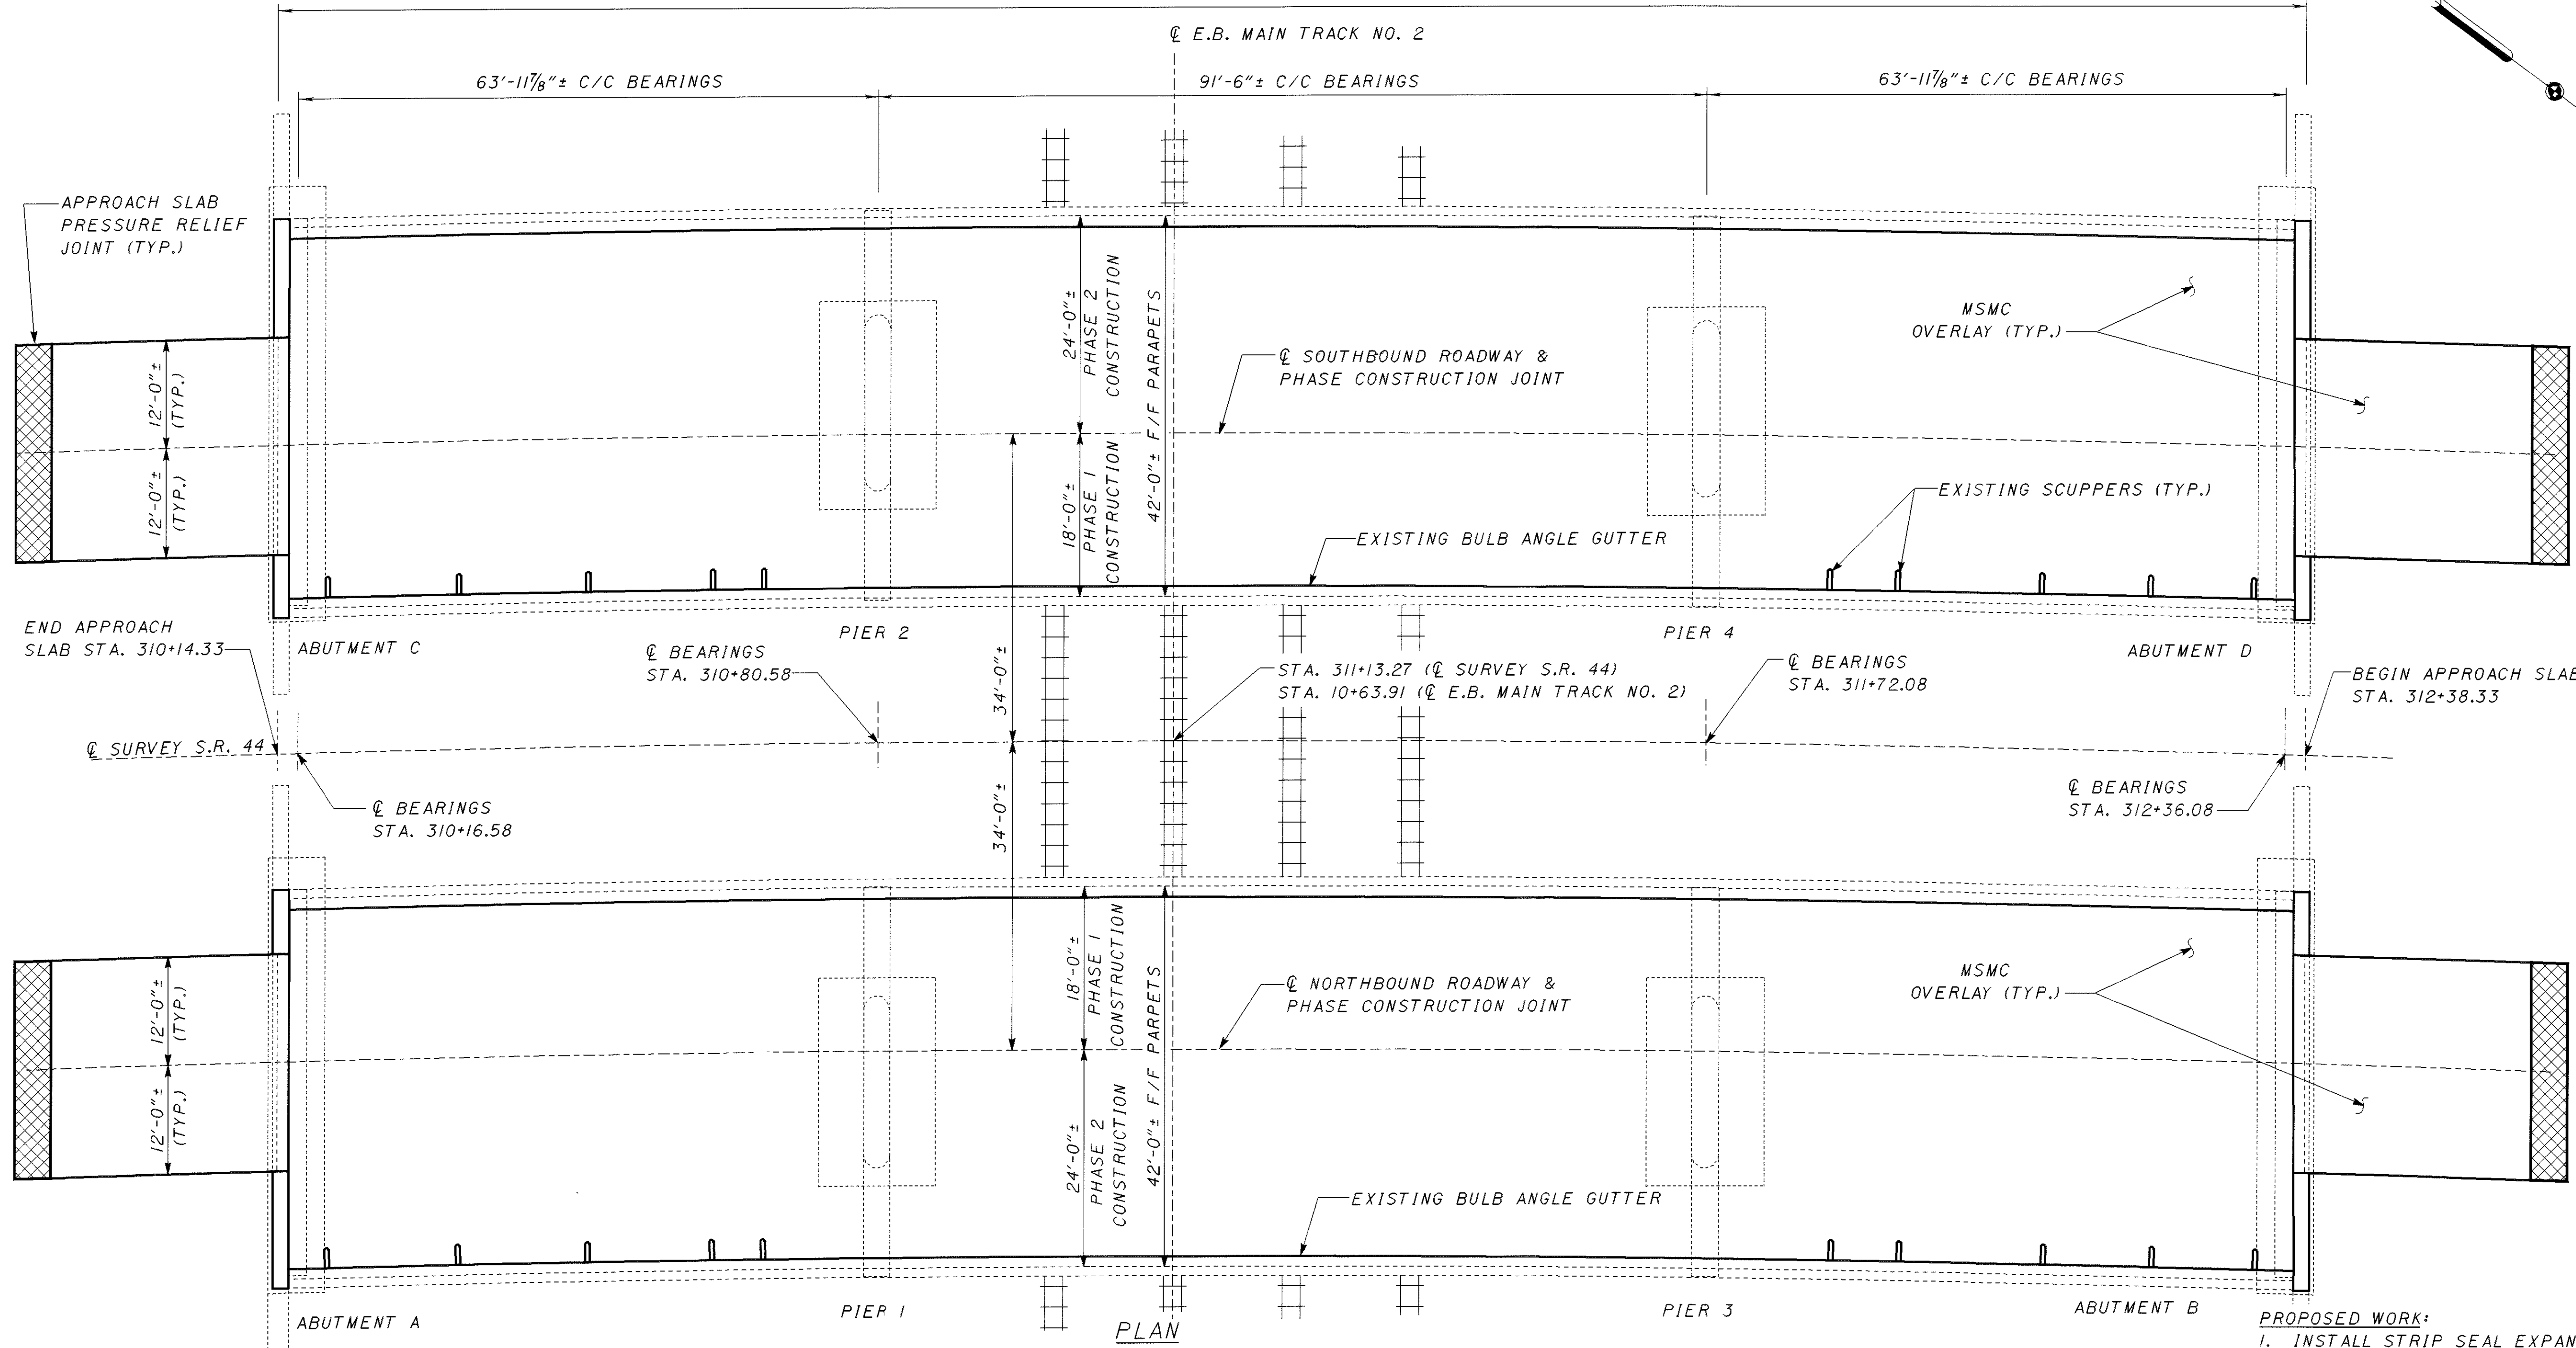 ℄ E.B. MAIN TRACK NO. 2
63'-11⅞"± C/C BEARINGS
91'-6"± C/C BEARINGS
63'-11⅞"± C/C BEARINGS
APPROACH SLAB
PRESSURE RELIEF
JOINT (TYP.)
12'-0"±
(TYP.)
12'-0"±
(TYP.)
24'-0"±
PHASE 2
CONSTRUCTION
18'-0"±
PHASE 1
CONSTRUCTION
42'-0"± F/F PARAPETS
℄ SOUTHBOUND ROADWAY &
PHASE CONSTRUCTION JOINT
MSMC
OVERLAY (TYP.)
EXISTING SCUPPERS (TYP.)
EXISTING BULB ANGLE GUTTER
END APPROACH
SLAB STA. 310+14.33
ABUTMENT C
PIER 2
PIER 4
ABUTMENT D
℄ BEARINGS
STA. 310+80.58
34'-0"±
STA. 311+13.27 (℄ SURVEY S.R. 44)
STA. 10+63.91 (℄ E.B. MAIN TRACK NO. 2)
℄ BEARINGS
STA. 311+72.08
BEGIN APPROACH SLAB
STA. 312+38.33
℄ SURVEY S.R. 44
℄ BEARINGS
STA. 310+16.58
34'-0"±
℄ BEARINGS
STA. 312+36.08
12'-0"±
(TYP.)
12'-0"±
(TYP.)
18'-0"±
PHASE 1
CONSTRUCTION
24'-0"±
PHASE 2
CONSTRUCTION
42'-0"± F/F PARPETS
℄ NORTHBOUND ROADWAY &
PHASE CONSTRUCTION JOINT
MSMC
OVERLAY (TYP.)
EXISTING BULB ANGLE GUTTER
ABUTMENT A
PIER 1
PIER 3
ABUTMENT B
PLAN
PROPOSED WORK:
1. INSTALL STRIP SEAL EXPAN